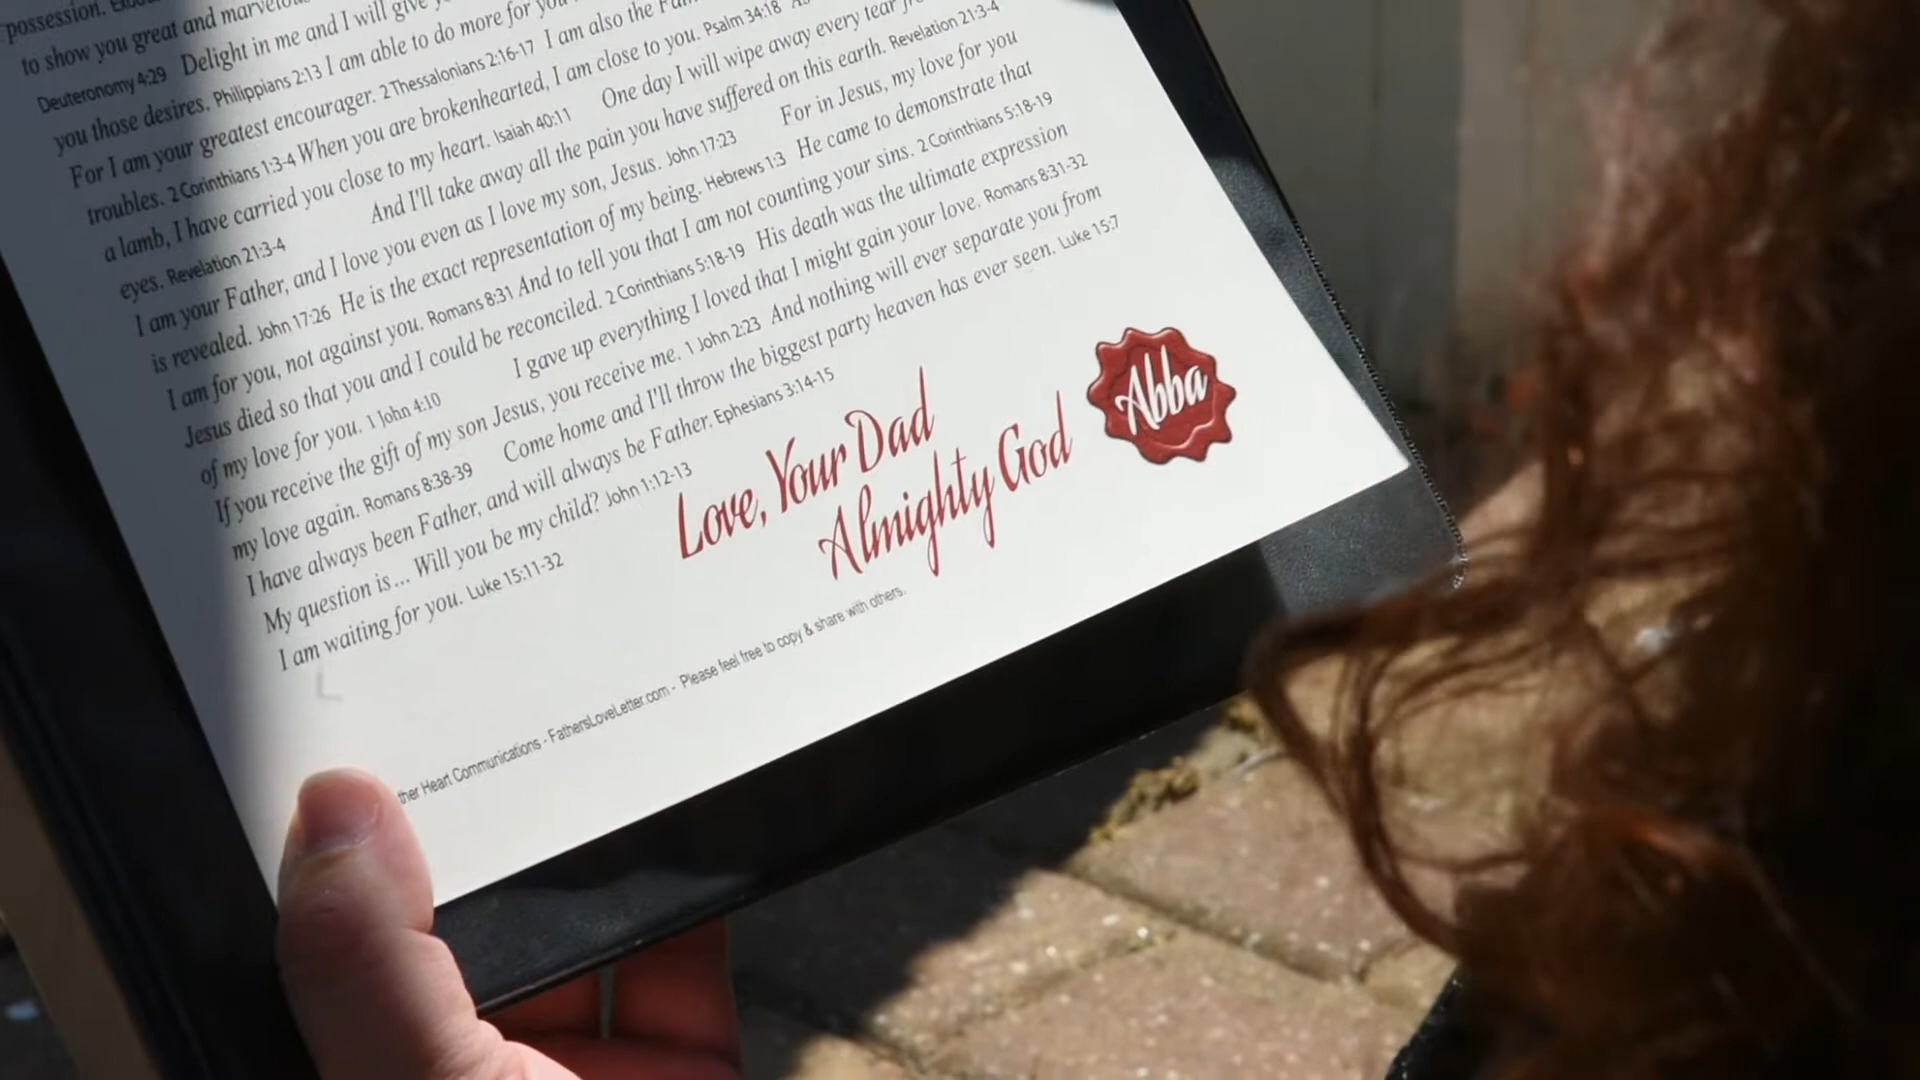 possession.
to show you great and marvelous
Deuteronomy 4:29 Delight in me and I will give
you those desires. Philippians 2:13 I am able to do more for you
For I am your greatest encourager. 2 Thessalonians 2:16-17 I am also the
troubles. 2 Corinthians 1:3-4 When you are brokenhearted, I am close to you. Psalm 34:18
a lamb, I have carried you close to my heart. Isaiah 40:11 One day I will wipe away every tear
eyes. Revelation 21:3-4 And I'll take away all the pain you have suffered on this earth. Revelation 21:3-4
I am your Father, and I love you even as I love my son, Jesus. John 17:23 For in Jesus, my love for you
is revealed. John 17:26 He is the exact representation of my being. Hebrews 1:3 He came to demonstrate that
I am for you, not against you. Romans 8:31 And to tell you that I am not counting your sins. 2 Corinthians 5:18-19
Jesus died so that you and I could be reconciled. 2 Corinthians 5:18-19 His death was the ultimate expression
of my love for you. 1 John 4:10 I gave up everything I loved that I might gain your love. Romans 8:31-32
If you receive the gift of my son Jesus, you receive me. 1 John 2:23 And nothing will ever separate you from
my love again. Romans 8:38-39 Come home and I'll throw the biggest party heaven has ever seen. Luke 15:7
I have always been Father, and will always be Father. Ephesians 3:14-15
My question is... Will you be my child? John 1:12-13
I am waiting for you. Luke 15:11-32
Love, Your Dad
Almighty God
Abba
ther Heart Communications - FathersLoveLetter.com - Please feel free to copy & share with others.